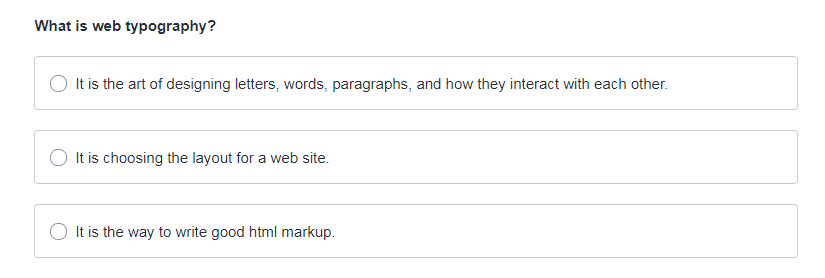 What is web typography?
It is the art of designing letters, words, paragraphs, and how they interact with each other.
It is choosing the layout for a web site.
It is the way to write good html markup.